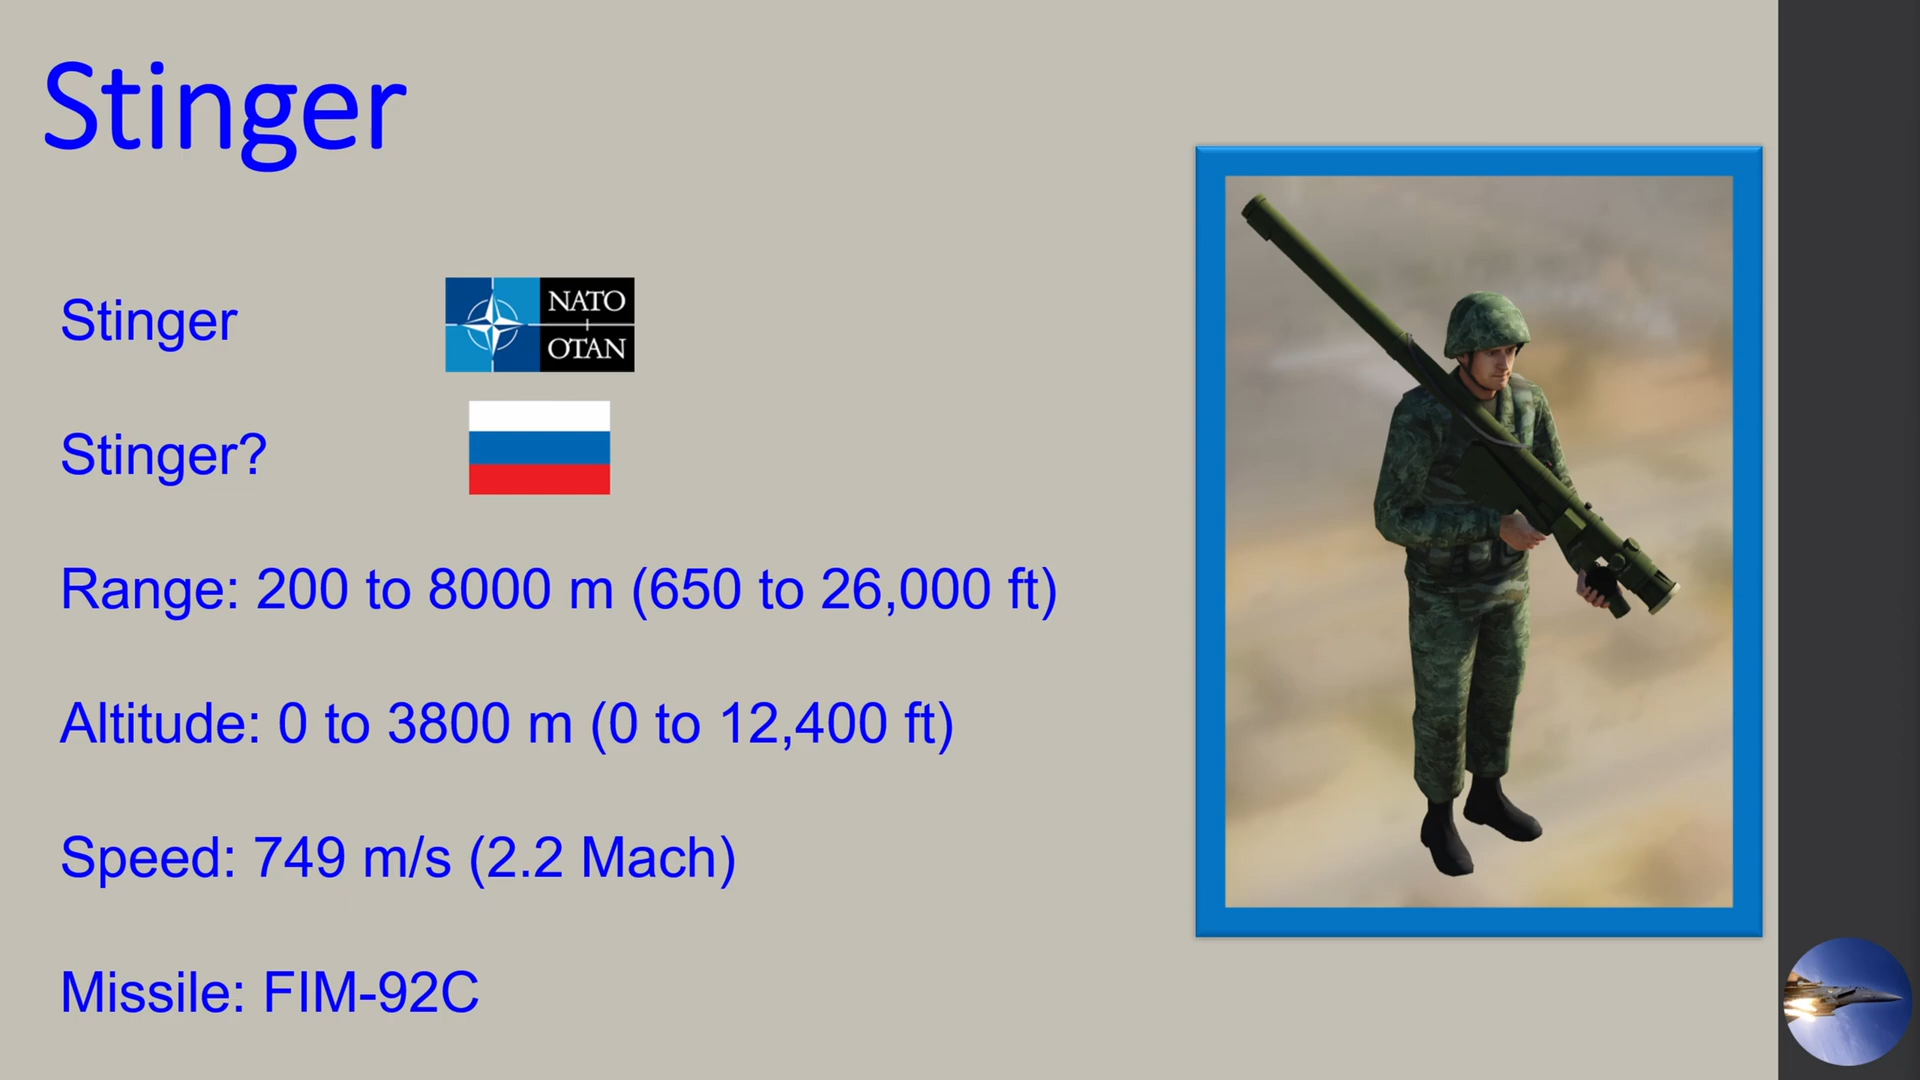 Stinger
Stinger
NATO
OTAN
Stinger?
Range: 200 to 8000 m (650 to 26,000 ft)
Altitude: 0 to 3800 m (0 to 12,400 ft)
Speed: 749 m/s (2.2 Mach)
Missile: FIM-92C